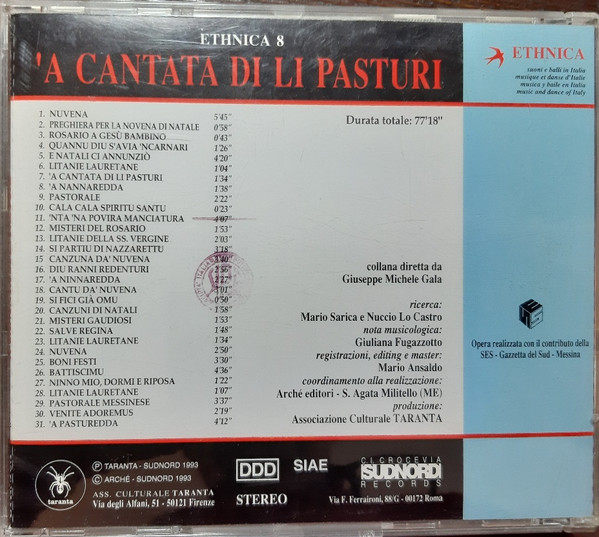 ETHNICA 8
'A CANTATA DI LI PASTURI
ETHNICA
suoni e balli in Italia
musique et danse d'Italie
musica y baile en Italia
music and dance of Italy
Durata totale: 77'18"
1. NUVENA 5'45"
2. PREGHIERA PER LA NOVENA DI NATALE 0'58"
3. ROSARIO A GESÙ BAMBINO 0'43"
4. QUANNU DIU S'AVIA 'NCARNARI 1'26"
5. E NATALI CI ANNUNZIÒ 4'20"
6. LITANIE LAURETANE 1'04"
7. 'A CANTATA DI LI PASTURI 1'34"
8. 'A NANNAREDDA 1'38"
9. PASTORALE 2'22"
10. CALA CALA SPIRITU SANTU 0'23"
11. 'NTA 'NA POVIRA MANCIATURA 4'07"
12. MISTERI DEL ROSARIO 1'53"
13. LITANIE DELLA SS. VERGINE 2'03"
14. SI PARTIU DI NAZZARETTU 3'18"
15. CANZUNA DA' NUVENA 3'40"
16. DIU RANNI REDENTURI 2'56"
17. 'A NINNAREDDA
18. CANTU DA' NUVENA 3'01"
19. SI FICI GIÀ OMU 0'50"
20. CANZUNI DI NATALI 1'58"
21. MISTERI GAUDIOSI 1'53"
22. SALVE REGINA 1'48"
23. LITANIE LAURETANE 1'34"
24. NUVENA 2'50"
25. BONI FESTI 3'30"
26. BATTISCIMU 4'36"
27. NINNO MIO, DORMI E RIPOSA 1'22"
28. LITANIE LAURETANE 1'07"
29. PASTORALE MESSINESE 3'37"
30. VENITE ADOREMUS 2'19"
31. 'A PASTUREDDA 4'12"
collana diretta da
Giuseppe Michele Gala
ricerca:
Mario Sarica e Nuccio Lo Castro
nota musicologica:
Giuliana Fugazzotto
registrazioni, editing e master:
Mario Ansaldo
coordinamento alla realizzazione:
Arché editori - S. Agata Militello (ME)
produzione:
Associazione Culturale TARANTA
Opera realizzata con il contributo della
SES - Gazzetta del Sud - Messina
taranta
Ⓟ TARANTA - SUDNORD 1993
© ARCHÉ - SUDNORD 1993
ASS. CULTURALE TARANTA
Via degli Alfani, 51 - 50121 Firenze
DDD
STEREO
SIAE
CROCEVIA
SUDNORD
RECORDS
Via F. Ferraironi, 88/G - 00172 Roma